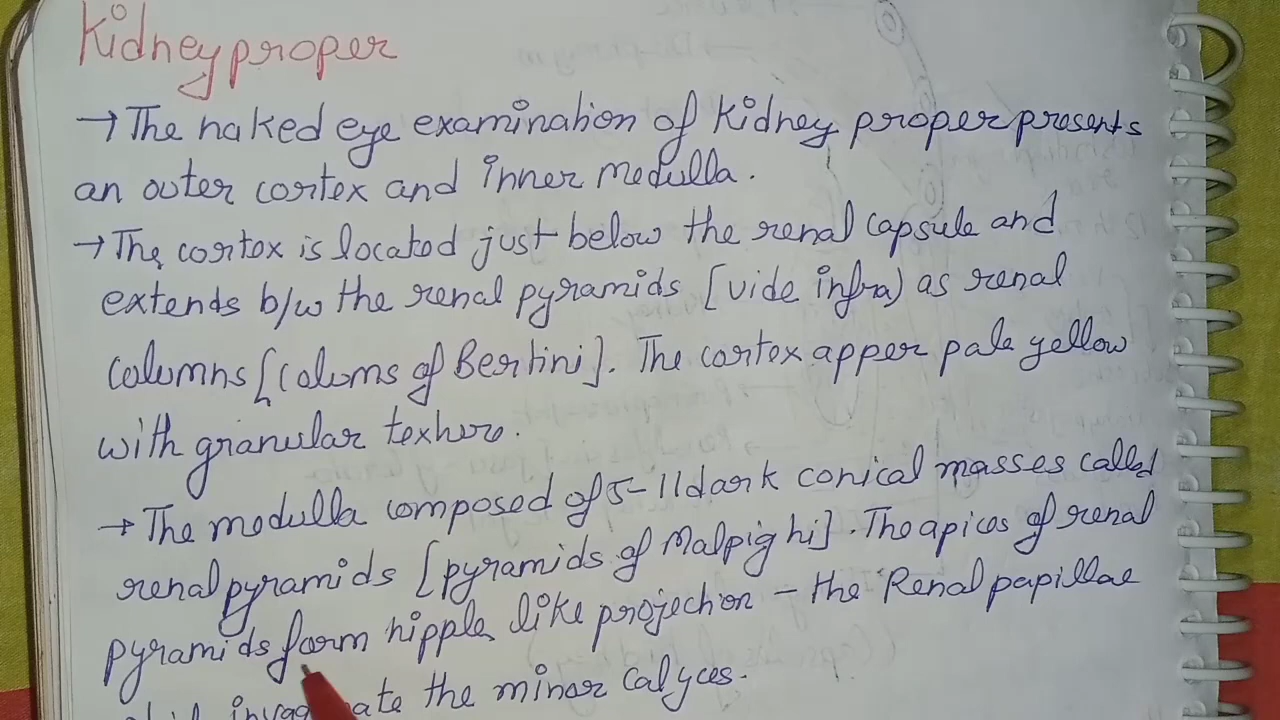 Kidney proper
→ The naked eye examination of Kidney proper presents
an outer cortex and inner medulla.
→ The cortex is located just below the renal capsule and
extends b/w the renal pyramids [vide infra) as renal
columns [coloms of Bertini]. The cortex apper pale yellow
with granular texture.
→ The medulla composed of 5-11 dark conical masses called
renal pyramids [pyramids of Malpighi]. The apices of renal
pyramids form nipple like projection - the Renal papillae
the minor calyces.